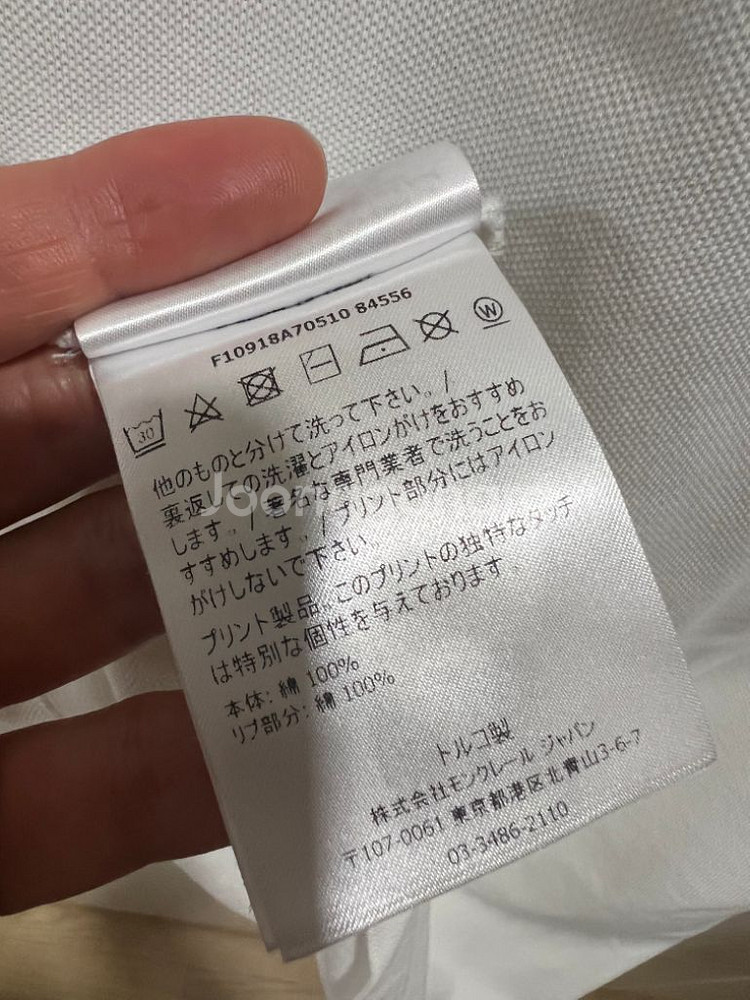 F10918A70510 84556
30
W
他のものと分けて洗って下さい。/
裏返しての洗濯とアイロンがけをおすすめ
します。/ 著名な専門業者で洗うことをお
すすめします。/ プリント部分にはアイロン
がけしないで下さい。
プリント製品。このプリントの独特なタッチ
は特別な個性を与えております。
本体: 綿 100%
リブ部分: 綿 100%
トルコ製
株式会社モンクレール ジャパン
〒107-0061 東京都港区北青山3-6-7
03-3486-2110